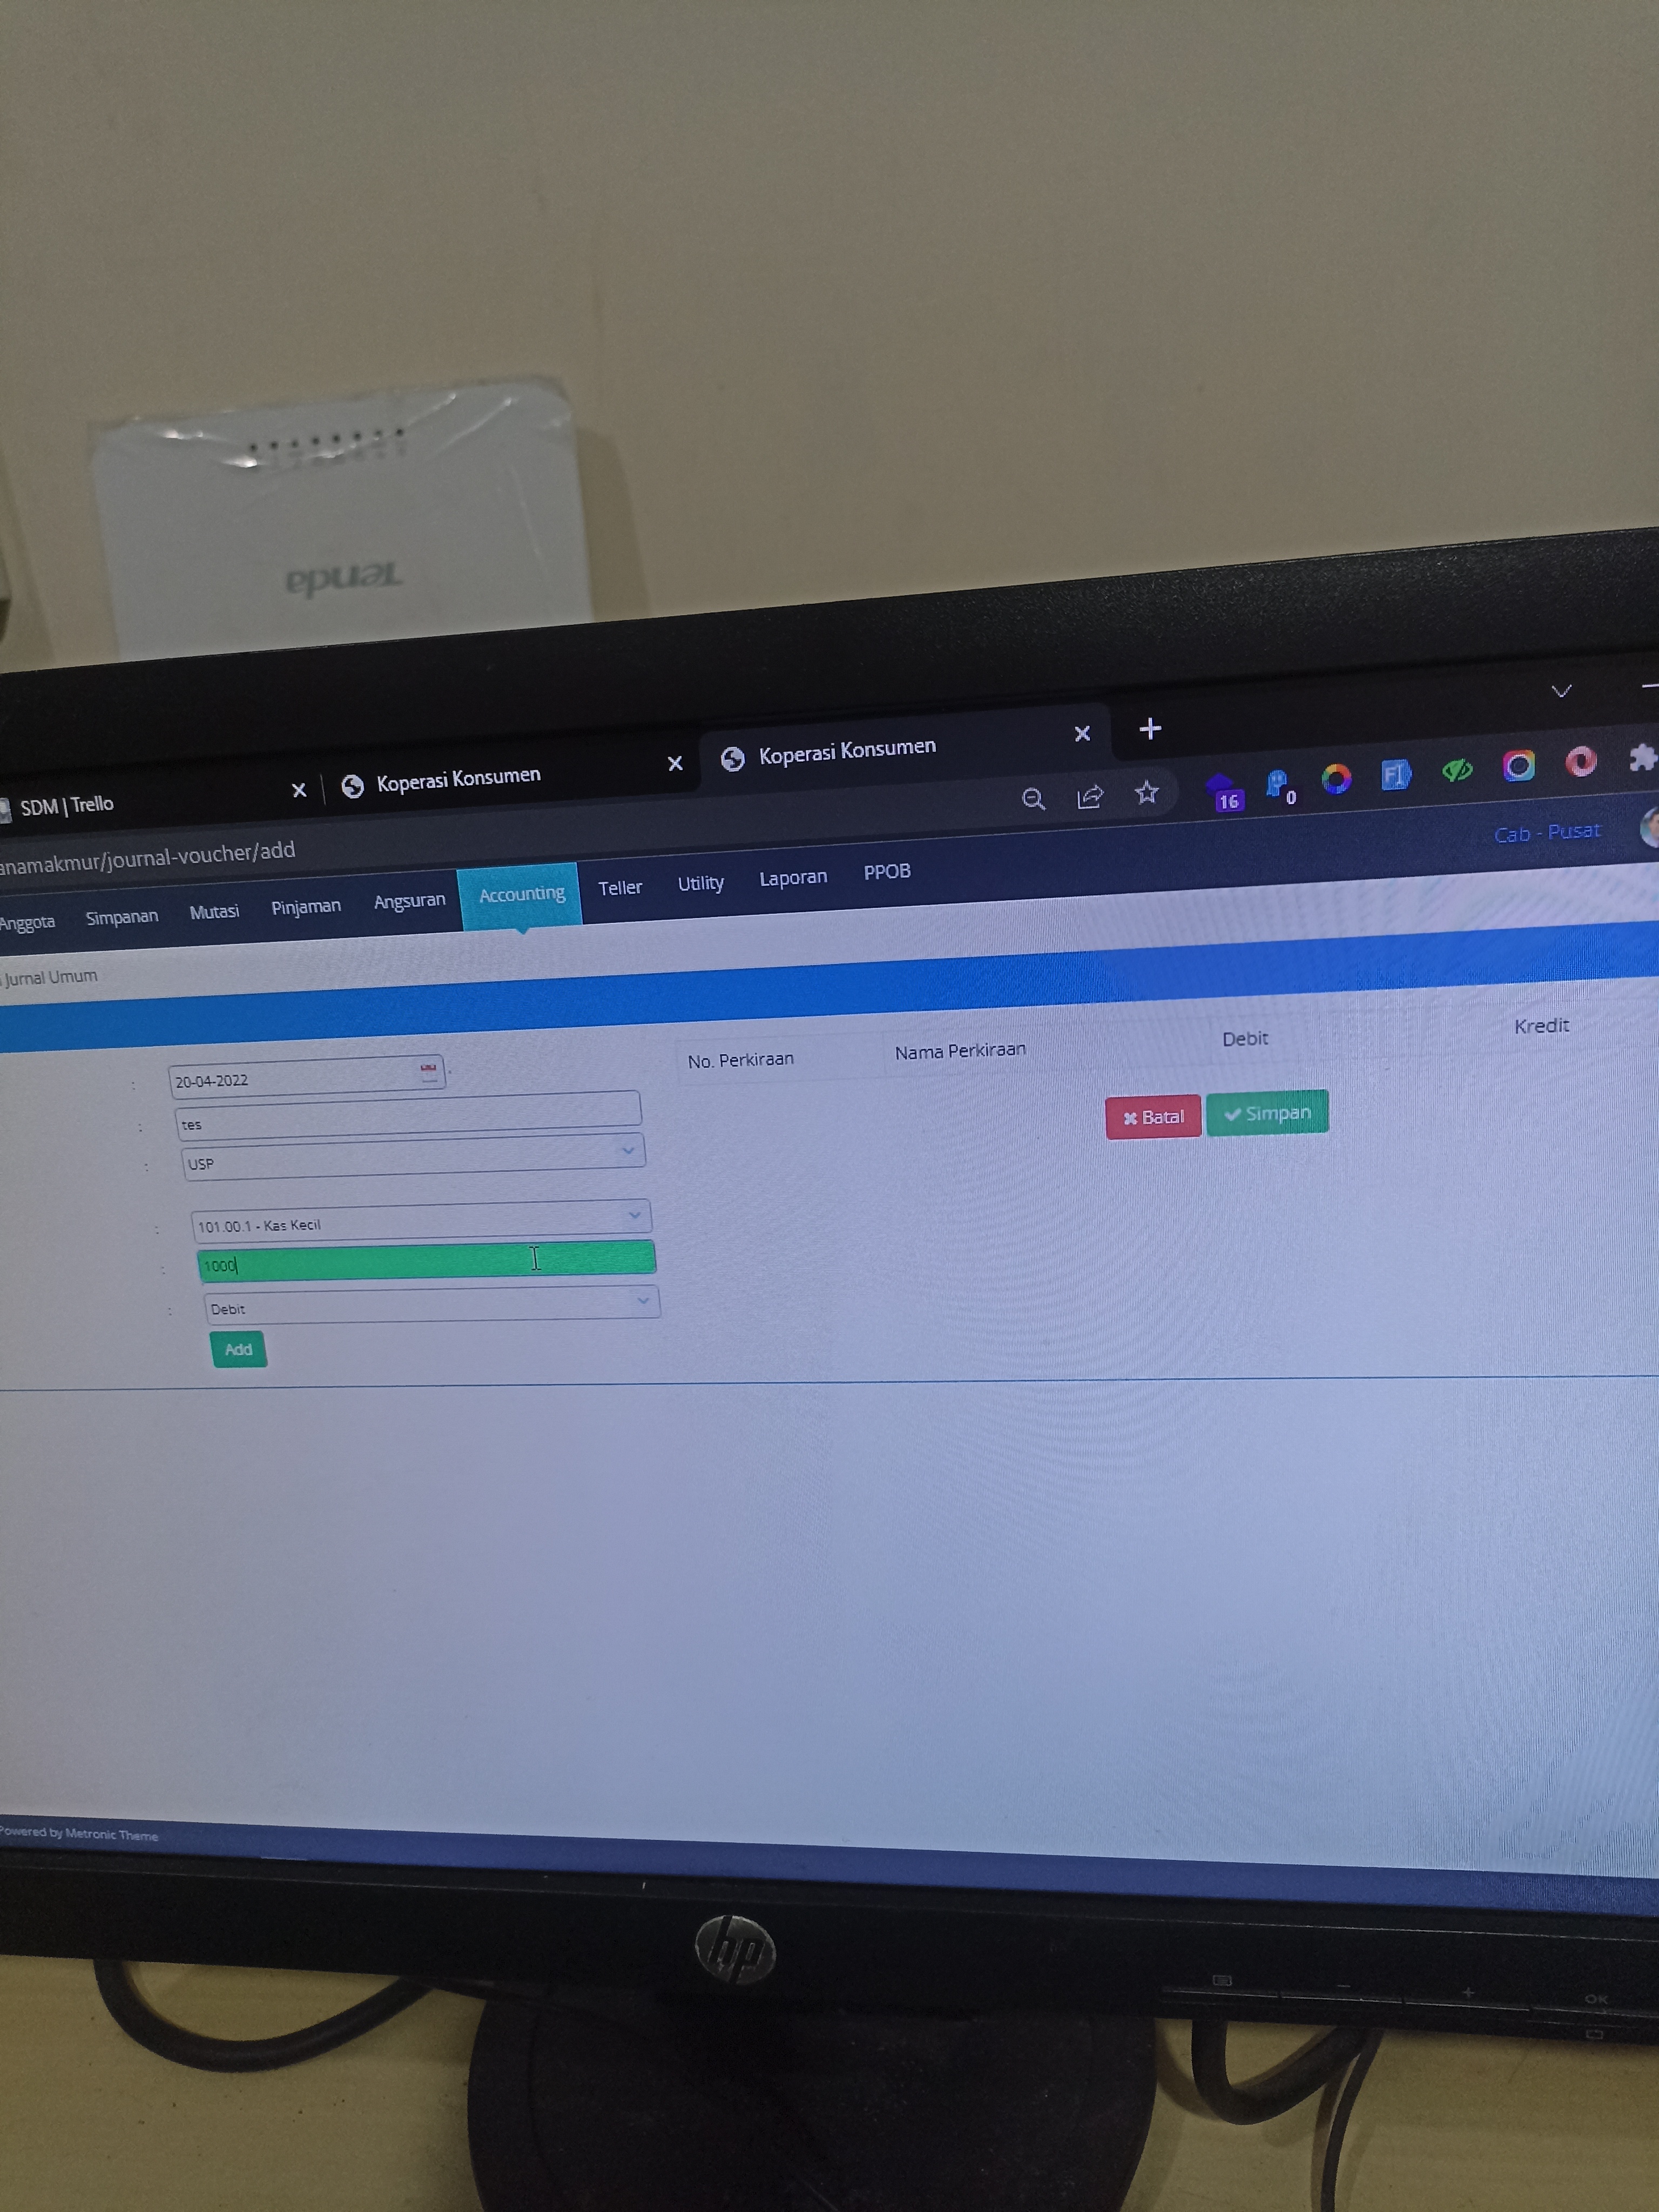 Tenda
SDM | Trello
Koperasi Konsumen
Koperasi Konsumen
anamakmur/journal-voucher/add
16
0
Cab - Pusat
Anggota Simpanan Mutasi Pinjaman Angsuran Accounting Teller Utility Laporan PPOB
Jurnal Umum
: 20-04-2022
: tes
: USP
: 101.00.1 - Kas Kecil
: 1000
: Debit
Add
No. Perkiraan Nama Perkiraan Debit Kredit
Batal Simpan
Powered by Metronic Theme
hp
OK